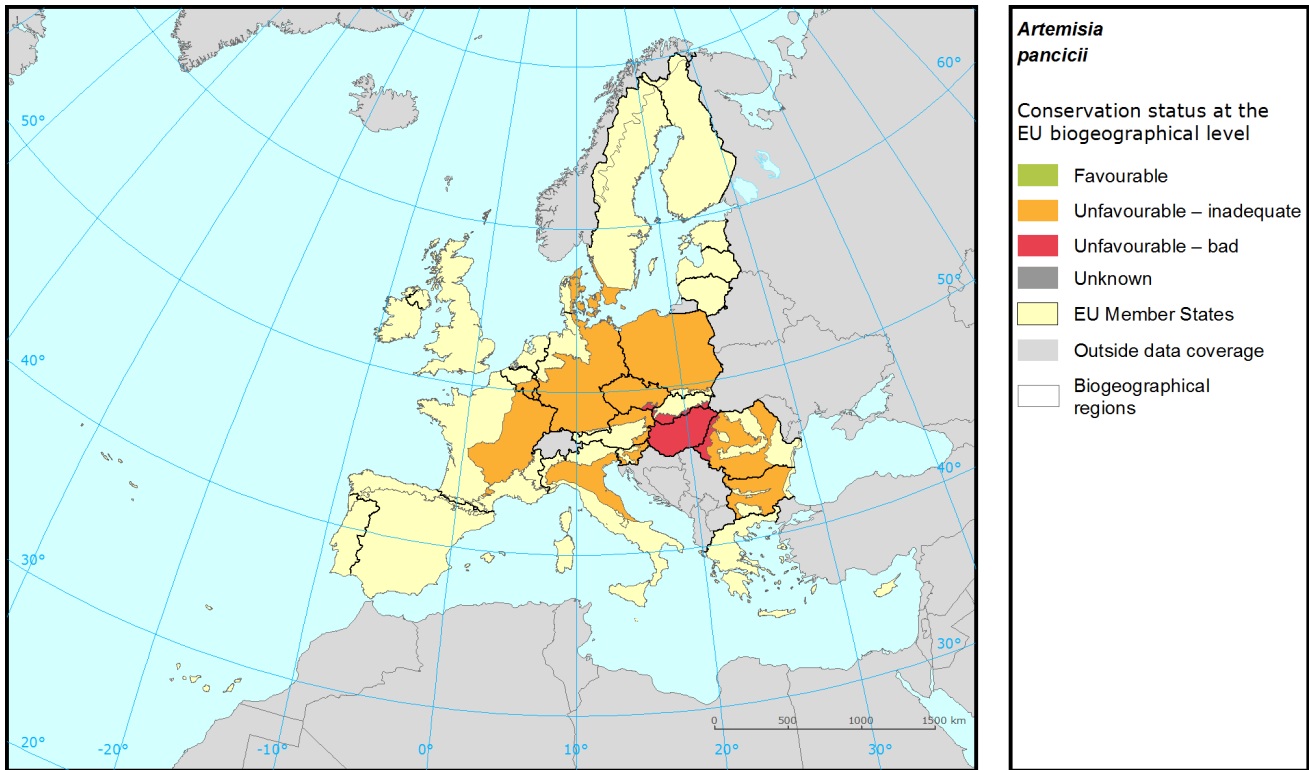 60°
50°
50°
40°
40°
30°
30°
20°
-20°
-10°
0°
10°
20°
30°
0
500
1000
1500 km
Artemisia
pancicii
Conservation status at the
EU biogeographical level
Favourable
Unfavourable – inadequate
Unfavourable – bad
Unknown
EU Member States
Outside data coverage
Biogeographical
regions